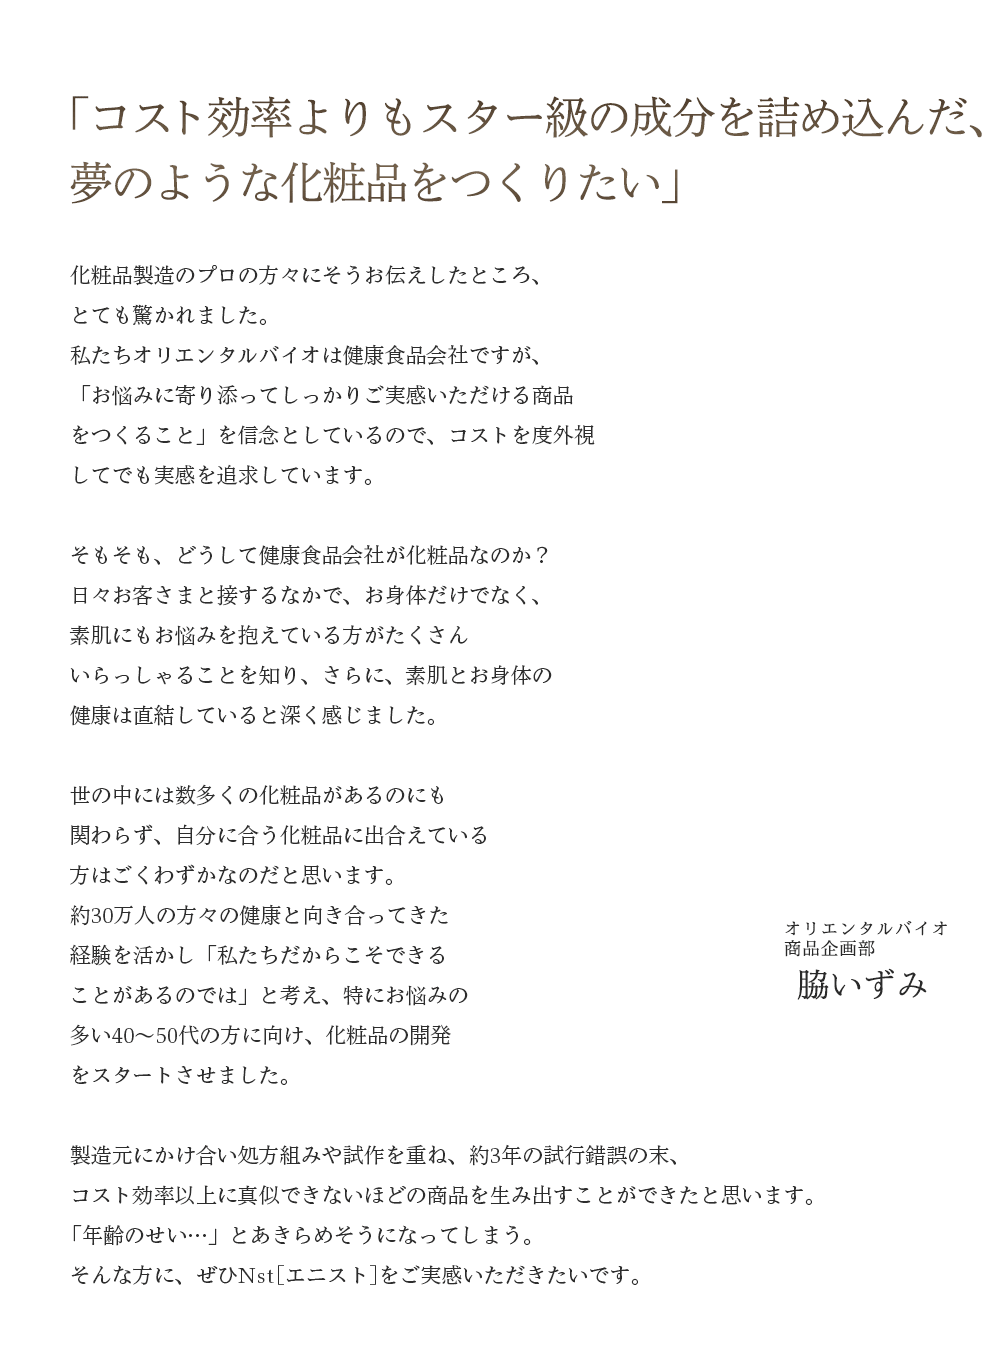 「コスト効率よりもスター級の成分を詰め込んだ、
夢のような化粧品をつくりたい」
化粧品製造のプロの方々にそうお伝えしたところ、
とても驚かれました。
私たちオリエンタルバイオは健康食品会社ですが、
「お悩みに寄り添ってしっかりご実感いただける商品
をつくること」を信念としているので、コストを度外視
してでも実感を追求しています。
そもそも、どうして健康食品会社が化粧品なのか？
日々お客さまと接するなかで、お身体だけでなく、
素肌にもお悩みを抱えている方がたくさん
いらっしゃることを知り、さらに、素肌とお身体の
健康は直結していると深く感じました。
世の中には数多くの化粧品があるのにも
関わらず、自分に合う化粧品に出合えている
方はごくわずかなのだと思います。
約30万人の方々の健康と向き合ってきた
経験を活かし「私たちだからこそできる
ことがあるのでは」と考え、特にお悩みの
多い40〜50代の方に向け、化粧品の開発
をスタートさせました。
オリエンタルバイオ
商品企画部
脇いずみ
製造元にかけ合い処方組みや試作を重ね、約3年の試行錯誤の末、
コスト効率以上に真似できないほどの商品を生み出すことができたと思います。
「年齢のせい…」とあきらめそうになってしまう。
そんな方に、ぜひNst[エニスト]をご実感いただきたいです。